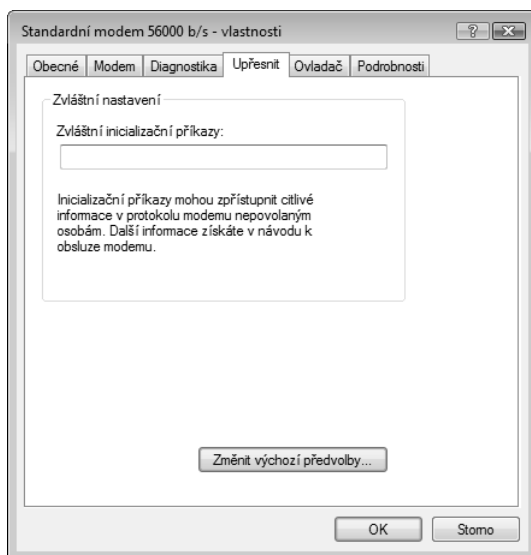 Standardní modem 56000 b/s - vlastnosti
Obecné Modem Diagnostika Upřesnit Ovladač Podrobnosti
Zvláštní nastavení
Zvláštní inicializační příkazy:
Inicializační příkazy mohou zpřístupnit citlivé
informace v protokolu modemu nepovolaným
osobám. Další informace získáte v návodu k
obsluze modemu.
Změnit výchozí předvolby...
OK Storno